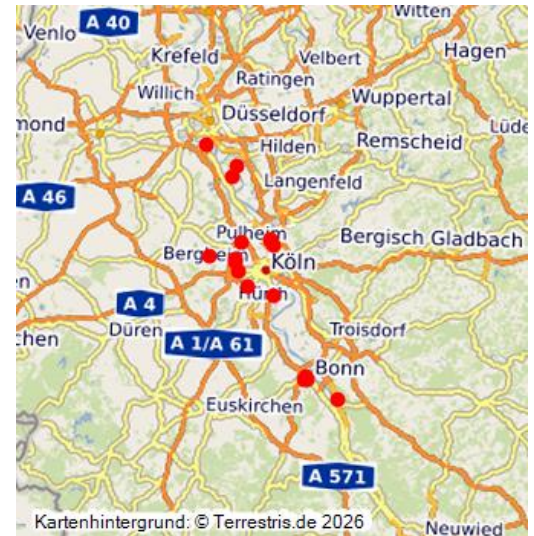 Witten
Venlo
A 40
Krefeld
Velbert
Hagen
Ratingen
Willich
Wuppertal
Düsseldorf
mond
Lüde
Hilden
Remscheid
Langenfeld
A 46
Pulheim
Bergisch Gladbach
Bergheim
Köln
en
Hürth
A 4
Troisdorf
chen
Düren
A 1/A 61
Bonn
Euskirchen
A 571
Kartenhintergrund: © Terrestris.de 2026
Neuwied